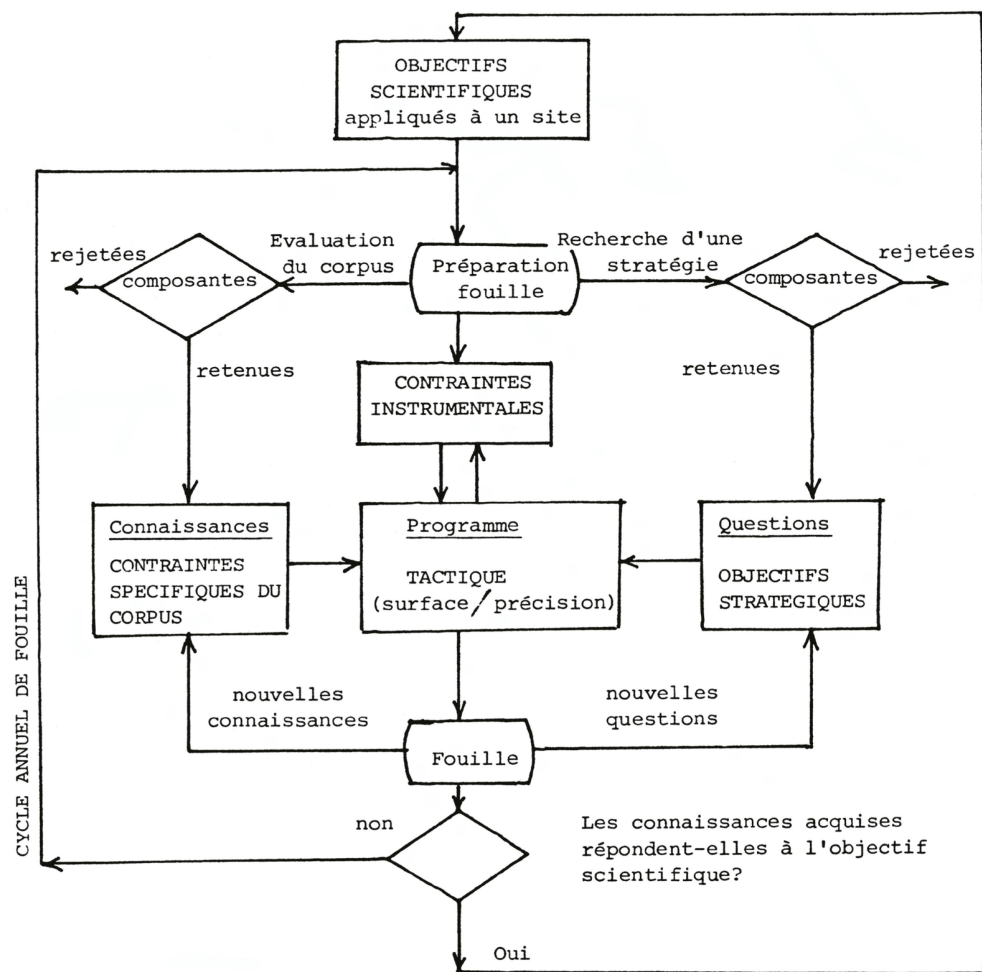 OBJECTIFS
SCIENTIFIQUES
appliqués à un site
rejetées
composantes
Evaluation
du corpus
Préparation
fouille
Recherche d'une
stratégie
composantes
rejetées
retenues
CONTRAINTES
INSTRUMENTALES
retenues
Connaissances
CONTRAINTES
SPECIFIQUES DU
CORPUS
Programme
TACTIQUE
(surface/précision)
Questions
OBJECTIFS
STRATEGIQUES
nouvelles
connaissances
nouvelles
questions
Fouille
CYCLE ANNUEL DE FOUILLE
non
Les connaissances acquises
répondent-elles à l'objectif
scientifique?
Oui